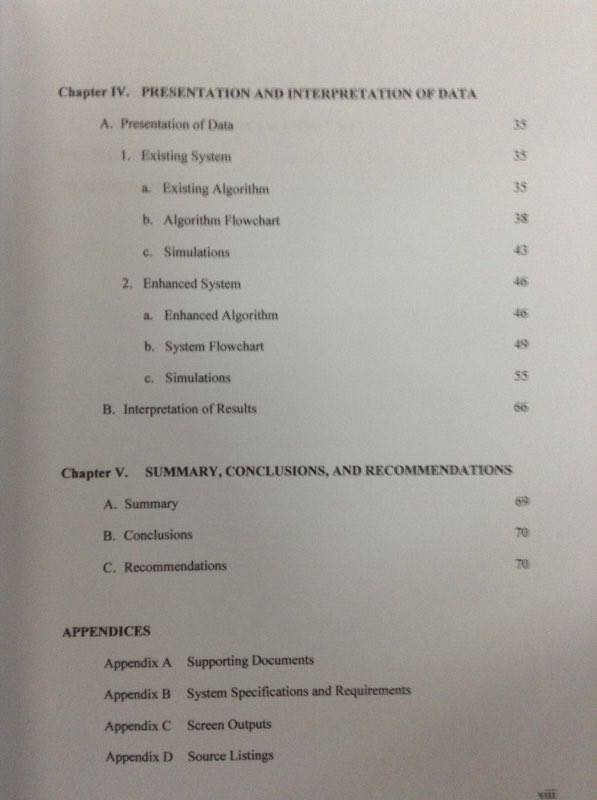 Chapter IV. PRESENTATION AND INTERPRETATION OF DATA
A. Presentation of Data 35
1. Existing System 35
a. Existing Algorithm 35
b. Algorithm Flowchart 38
c. Simulations 43
2. Enhanced System 46
a. Enhanced Algorithm 46
b. System Flowchart 49
c. Simulations 55
B. Interpretation of Results 66
Chapter V. SUMMARY, CONCLUSIONS, AND RECOMMENDATIONS
A. Summary 69
B. Conclusions 70
C. Recommendations 70
APPENDICES
Appendix A Supporting Documents
Appendix B System Specifications and Requirements
Appendix C Screen Outputs
Appendix D Source Listings
viii